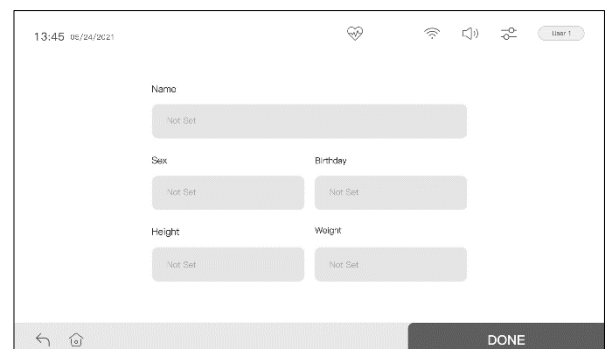 13:45 05/24/2021
User 1
Name
Not Set
Sex
Birthday
Not Set
Not Set
Height
Weight
Not Set
Not Set
DONE